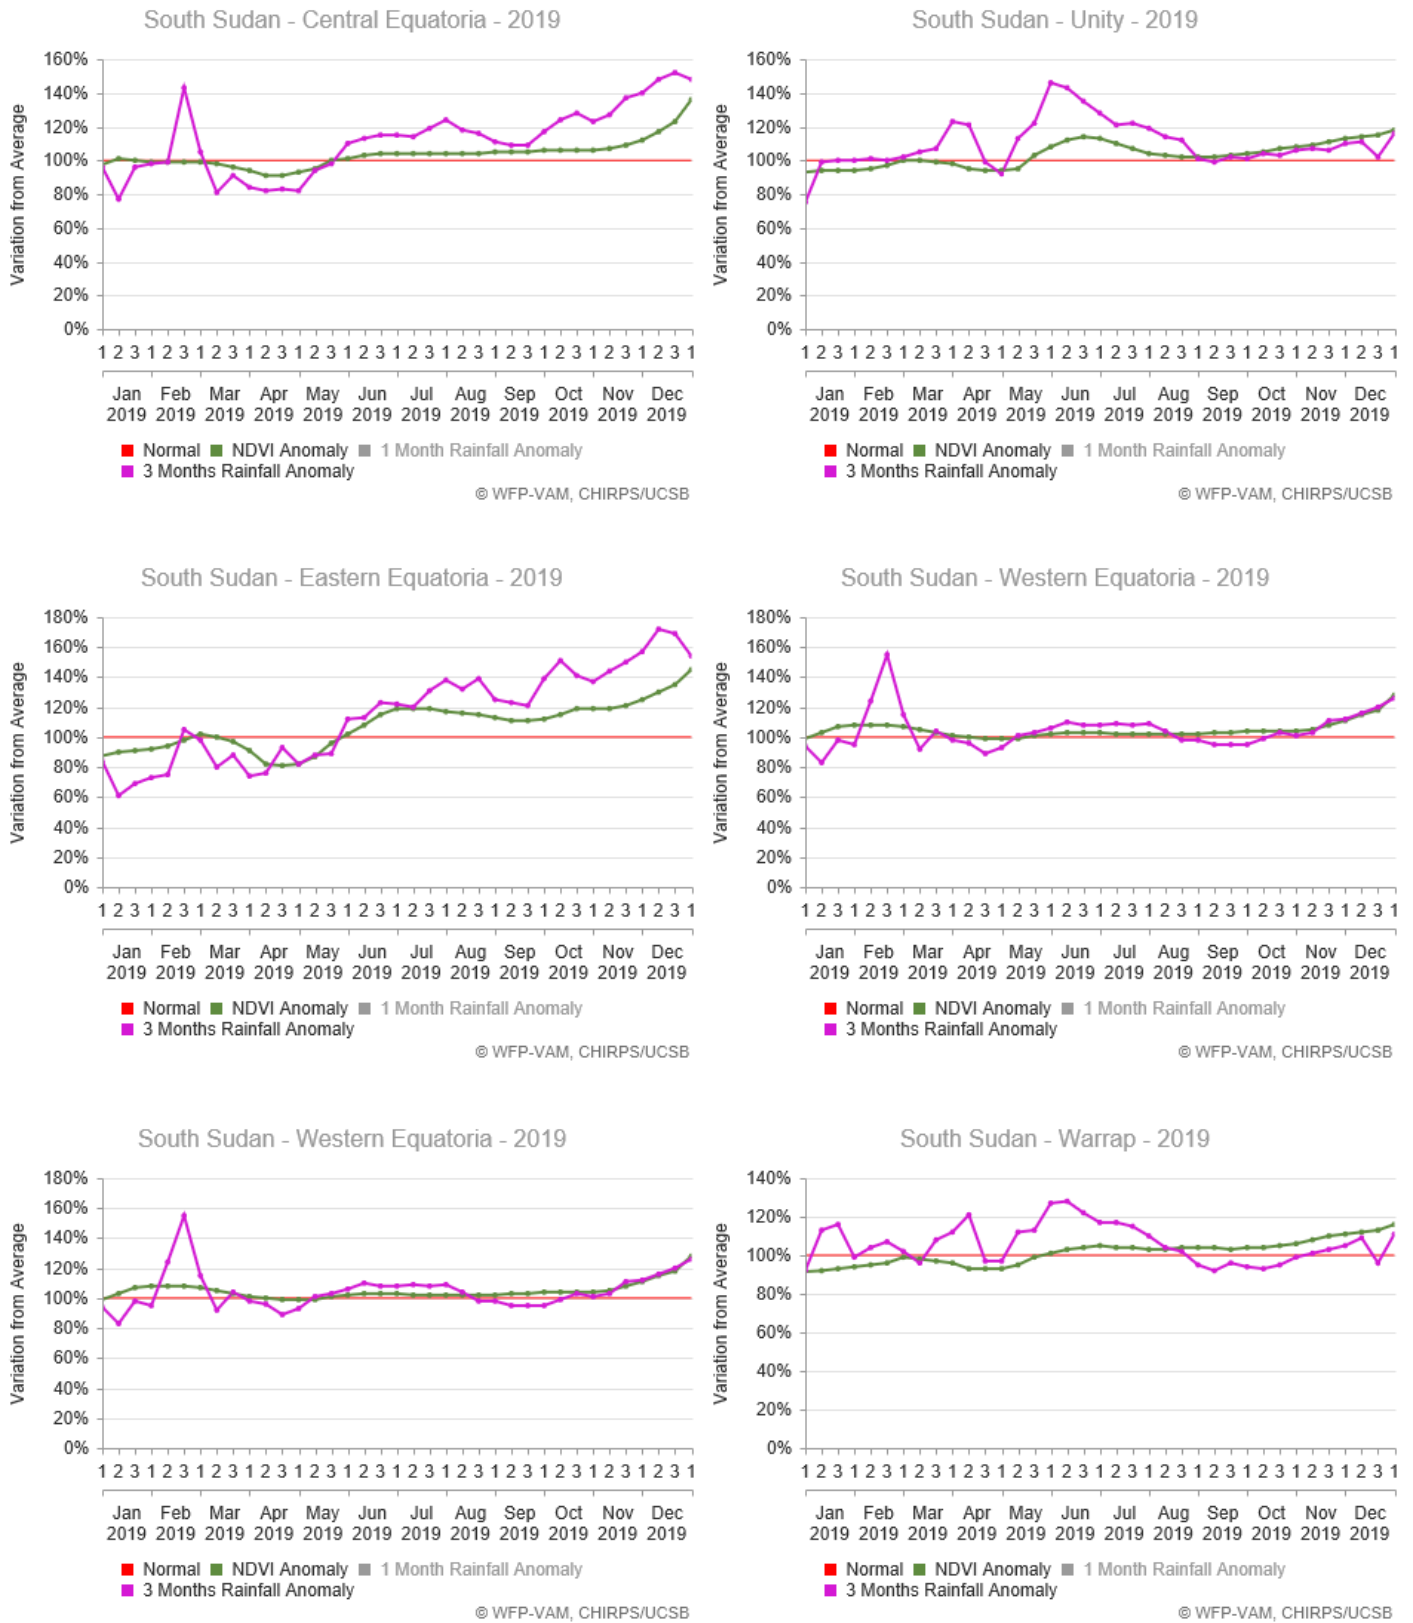 South Sudan - Central Equatoria - 2019
160%
140%
120%
100%
80%
60%
40%
20%
0%
Variation from Average
1 2 3 1 2 3 1 2 3 1 2 3 1 2 3 1 2 3 1 2 3 1 2 3 1 2 3 1 2 3 1 2 3 1 2 3 1
Jan Feb Mar Apr May Jun Jul Aug Sep Oct Nov Dec
2019 2019 2019 2019 2019 2019 2019 2019 2019 2019 2019 2019
Normal NDVI Anomaly 1 Month Rainfall Anomaly
3 Months Rainfall Anomaly
© WFP-VAM, CHIRPS/UCSB
South Sudan - Unity - 2019
160%
140%
120%
100%
80%
60%
40%
20%
0%
Variation from Average
1 2 3 1 2 3 1 2 3 1 2 3 1 2 3 1 2 3 1 2 3 1 2 3 1 2 3 1 2 3 1 2 3 1 2 3 1
Jan Feb Mar Apr May Jun Jul Aug Sep Oct Nov Dec
2019 2019 2019 2019 2019 2019 2019 2019 2019 2019 2019 2019
Normal NDVI Anomaly 1 Month Rainfall Anomaly
3 Months Rainfall Anomaly
© WFP-VAM, CHIRPS/UCSB
South Sudan - Eastern Equatoria - 2019
180%
160%
140%
120%
100%
80%
60%
40%
20%
0%
Variation from Average
1 2 3 1 2 3 1 2 3 1 2 3 1 2 3 1 2 3 1 2 3 1 2 3 1 2 3 1 2 3 1 2 3 1 2 3 1
Jan Feb Mar Apr May Jun Jul Aug Sep Oct Nov Dec
2019 2019 2019 2019 2019 2019 2019 2019 2019 2019 2019 2019
Normal NDVI Anomaly 1 Month Rainfall Anomaly
3 Months Rainfall Anomaly
© WFP-VAM, CHIRPS/UCSB
South Sudan - Western Equatoria - 2019
180%
160%
140%
120%
100%
80%
60%
40%
20%
0%
Variation from Average
1 2 3 1 2 3 1 2 3 1 2 3 1 2 3 1 2 3 1 2 3 1 2 3 1 2 3 1 2 3 1 2 3 1 2 3 1
Jan Feb Mar Apr May Jun Jul Aug Sep Oct Nov Dec
2019 2019 2019 2019 2019 2019 2019 2019 2019 2019 2019 2019
Normal NDVI Anomaly 1 Month Rainfall Anomaly
3 Months Rainfall Anomaly
© WFP-VAM, CHIRPS/UCSB
South Sudan - Western Equatoria - 2019
180%
160%
140%
120%
100%
80%
60%
40%
20%
0%
Variation from Average
1 2 3 1 2 3 1 2 3 1 2 3 1 2 3 1 2 3 1 2 3 1 2 3 1 2 3 1 2 3 1 2 3 1 2 3 1
Jan Feb Mar Apr May Jun Jul Aug Sep Oct Nov Dec
2019 2019 2019 2019 2019 2019 2019 2019 2019 2019 2019 2019
Normal NDVI Anomaly 1 Month Rainfall Anomaly
3 Months Rainfall Anomaly
© WFP-VAM, CHIRPS/UCSB
South Sudan - Warrap - 2019
140%
120%
100%
80%
60%
40%
20%
0%
Variation from Average
1 2 3 1 2 3 1 2 3 1 2 3 1 2 3 1 2 3 1 2 3 1 2 3 1 2 3 1 2 3 1 2 3 1 2 3 1
Jan Feb Mar Apr May Jun Jul Aug Sep Oct Nov Dec
2019 2019 2019 2019 2019 2019 2019 2019 2019 2019 2019 2019
Normal NDVI Anomaly 1 Month Rainfall Anomaly
3 Months Rainfall Anomaly
© WFP-VAM, CHIRPS/UCSB